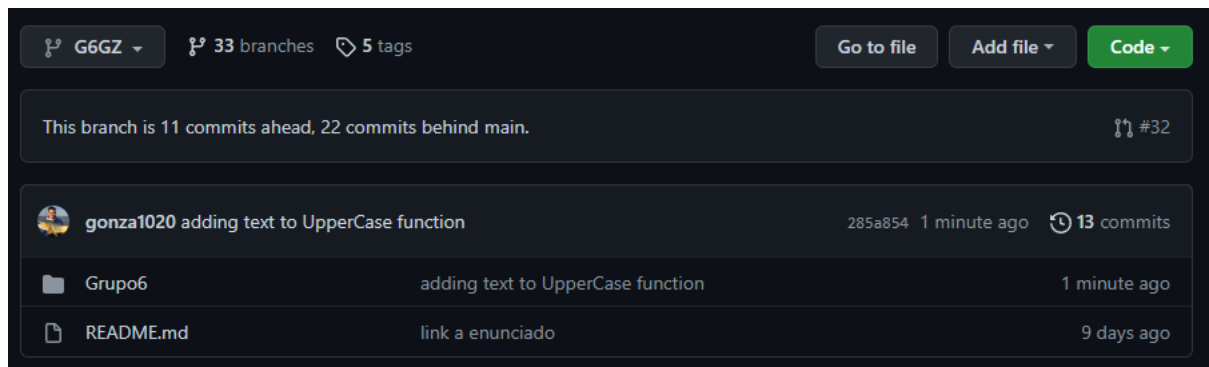 G6GZ 33 branches 5 tags Go to file Add file Code
This branch is 11 commits ahead, 22 commits behind main. #32
gonza1020 adding text to UpperCase function 285a854 1 minute ago 13 commits
Grupo6 adding text to UpperCase function 1 minute ago
README.md link a enunciado 9 days ago